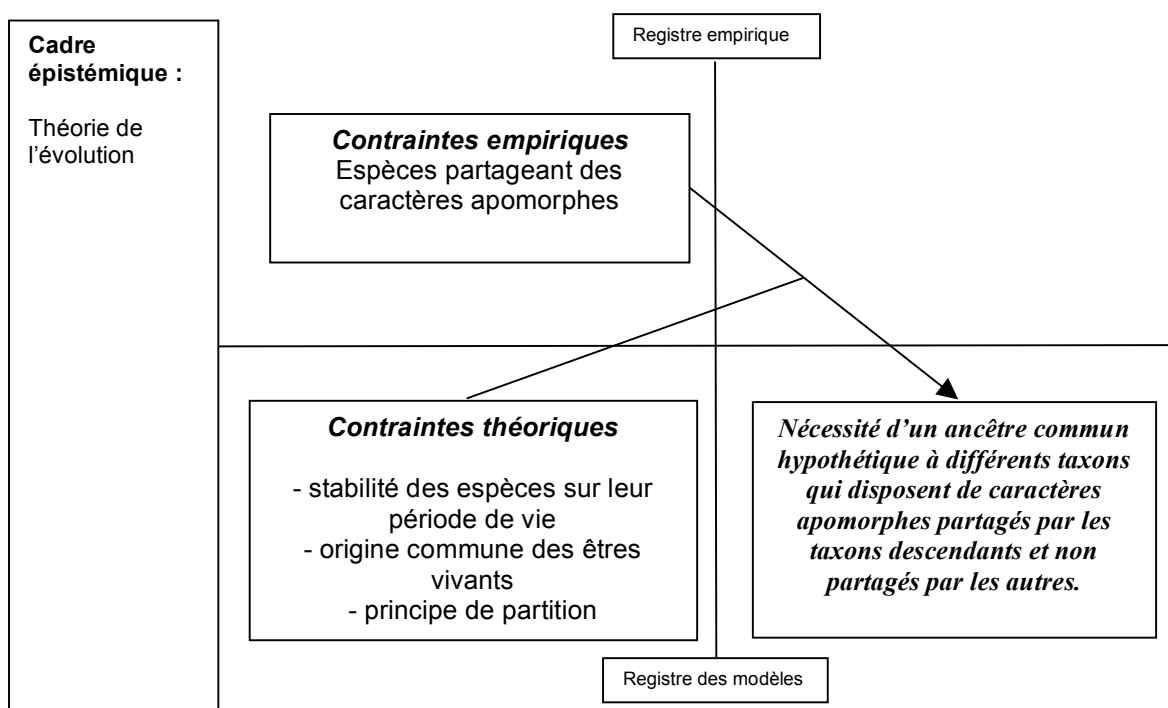 Cadre
épistémique :
Théorie de
l'évolution
Registre empirique
Contraintes empiriques
Espèces partageant des
caractères apomorphes
Contraintes théoriques
- stabilité des espèces sur leur
période de vie
- origine commune des êtres
vivants
- principe de partition
Nécessité d'un ancêtre commun
hypothétique à différents taxons
qui disposent de caractères
apomorphes partagés par les
taxons descendants et non
partagés par les autres.
Registre des modèles